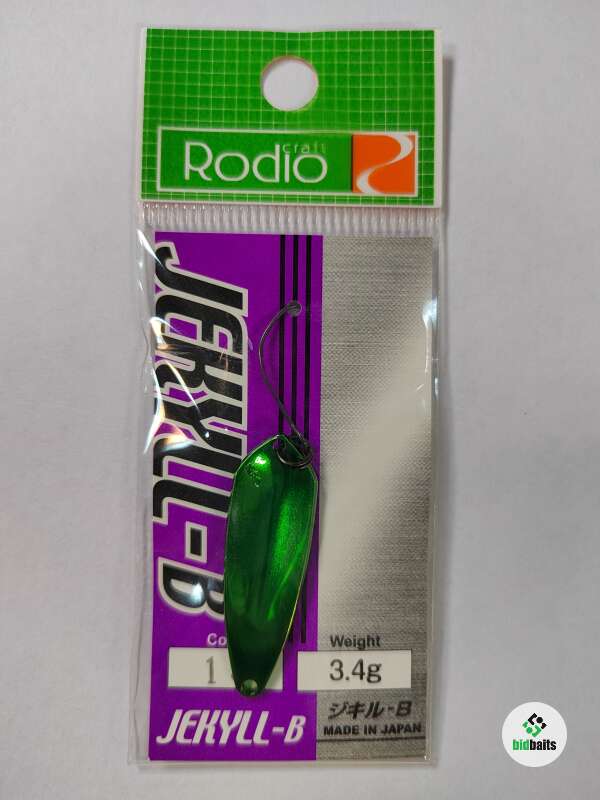 craft
Rodio
JEKYLL-B
Co
Weight
1
3.4g
JEKYLL-B
ジキル-B
MADE IN JAPAN
bidbaits